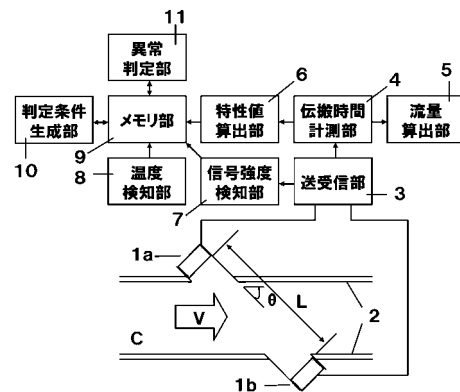 11
異常
判定部
6
4
5
判定条件
生成部
メモリ部
特性値
算出部
伝搬時間
計測部
流量
算出部
10
9
8
温度
検知部
信号強度
検知部
7
送受信部
3
1a
θ
L
2
V
C
1b